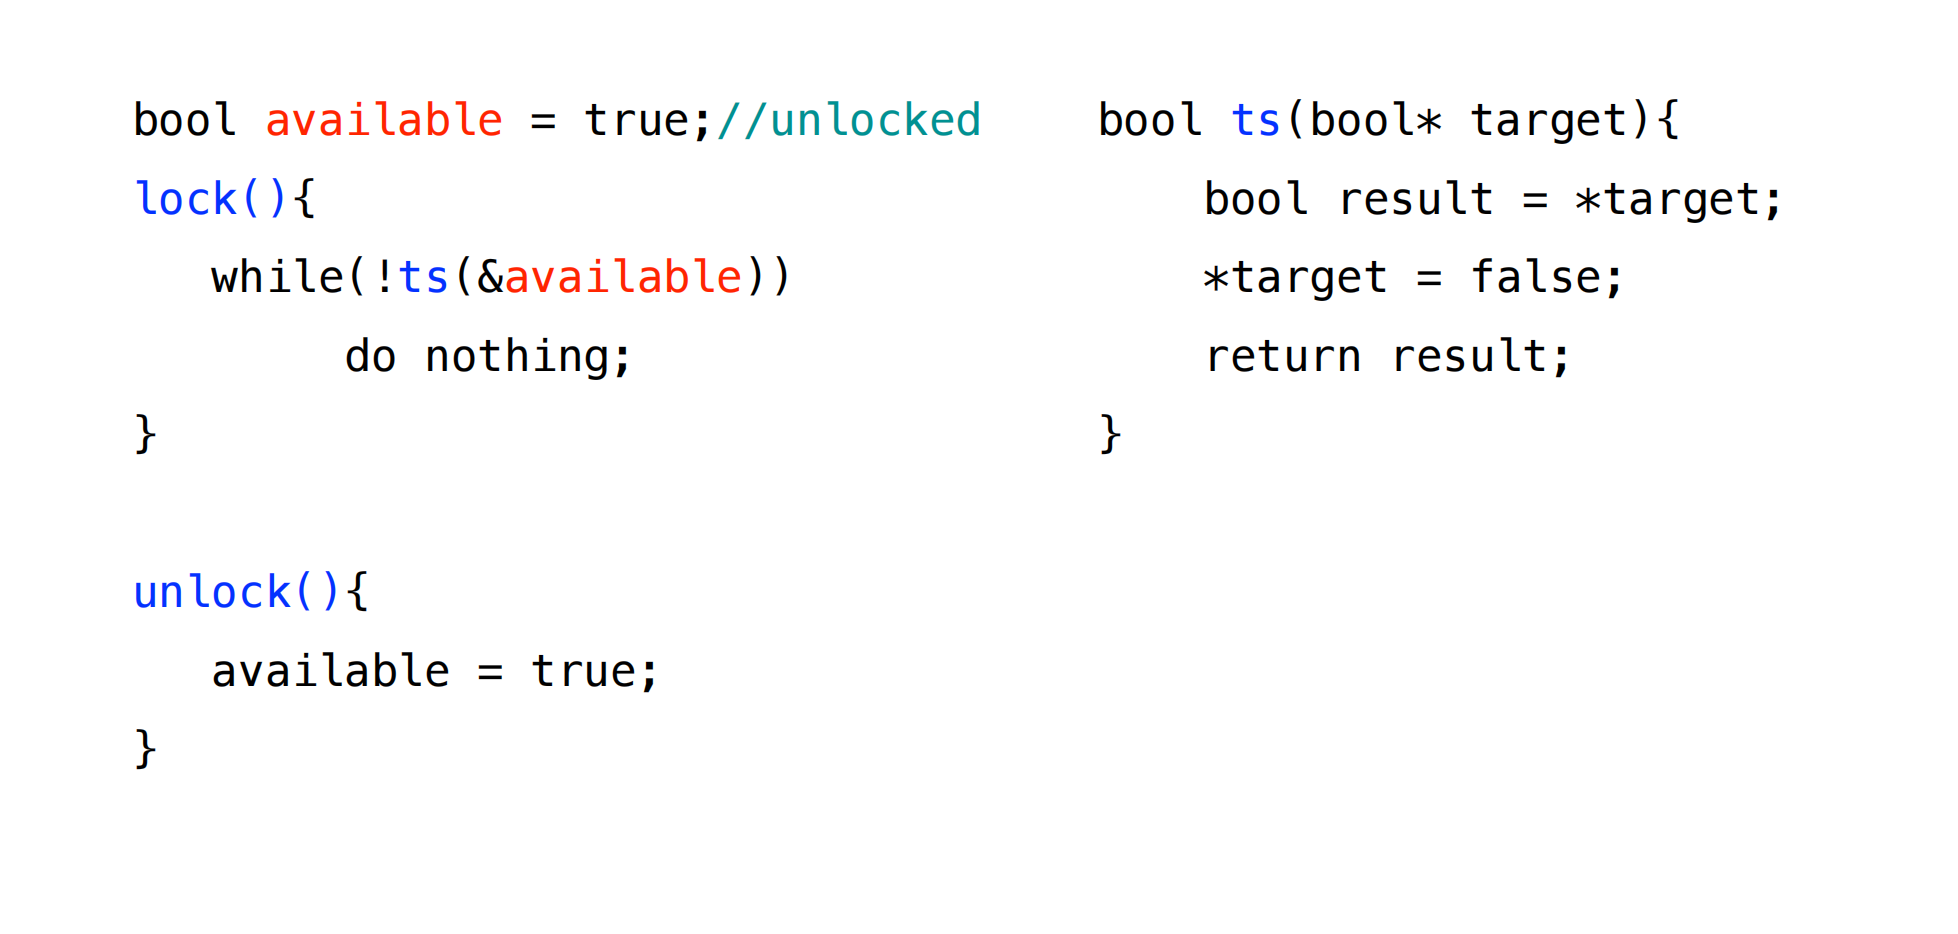 bool available = true;//unlocked
lock(){
while(!ts(&available))
do nothing;
}
unlock(){
available = true;
}
bool ts(bool* target){
bool result = *target;
*target = false;
return result;
}